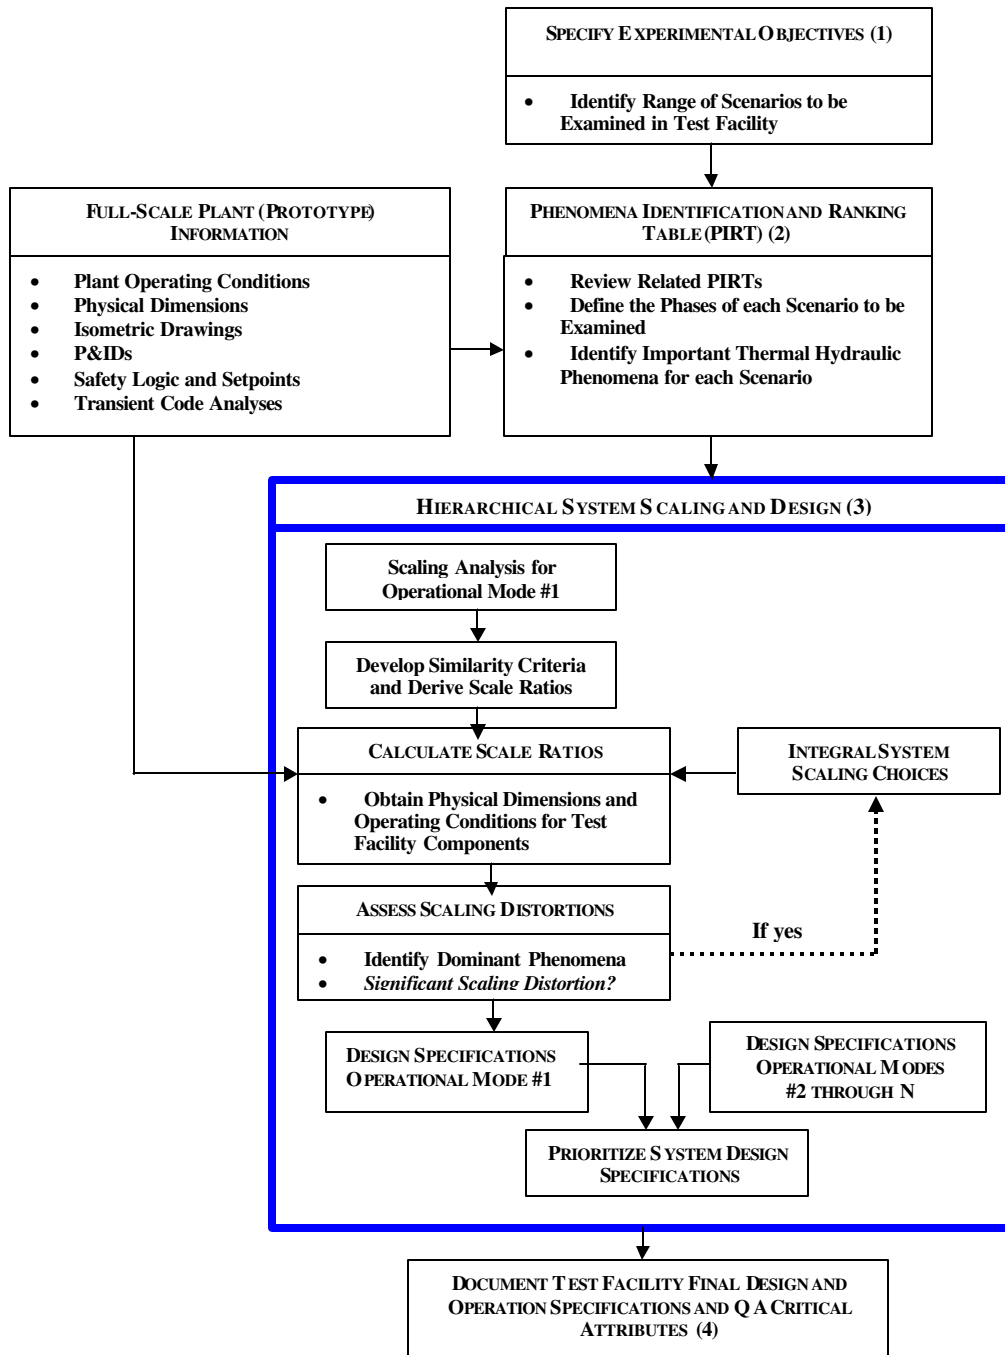 SPECIFY EXPERIMENTAL OBJECTIVES (1)
• Identify Range of Scenarios to be
Examined in Test Facility
FULL-SCALE PLANT (PROTOTYPE)
INFORMATION
• Plant Operating Conditions
• Physical Dimensions
• Isometric Drawings
• P&IDs
• Safety Logic and Setpoints
• Transient Code Analyses
PHENOMENA IDENTIFICATION AND RANKING
TABLE (PIRT) (2)
• Review Related PIRTs
• Define the Phases of each Scenario to be
Examined
• Identify Important Thermal Hydraulic
Phenomena for each Scenario
HIERARCHICAL SYSTEM SCALING AND DESIGN (3)
Scaling Analysis for
Operational Mode #1
Develop Similarity Criteria
and Derive Scale Ratios
CALCULATE SCALE RATIOS
• Obtain Physical Dimensions and
Operating Conditions for Test
Facility Components
INTEGRAL SYSTEM
SCALING CHOICES
ASSESS SCALING DISTORTIONS
• Identify Dominant Phenomena
• Significant Scaling Distortion?
If yes
DESIGN SPECIFICATIONS
OPERATIONAL MODE #1
DESIGN SPECIFICATIONS
OPERATIONAL MODES
#2 THROUGH N
PRIORITIZE SYSTEM DESIGN
SPECIFICATIONS
DOCUMENT TEST FACILITY FINAL DESIGN AND
OPERATION SPECIFICATIONS AND QA CRITICAL
ATTRIBUTES (4)